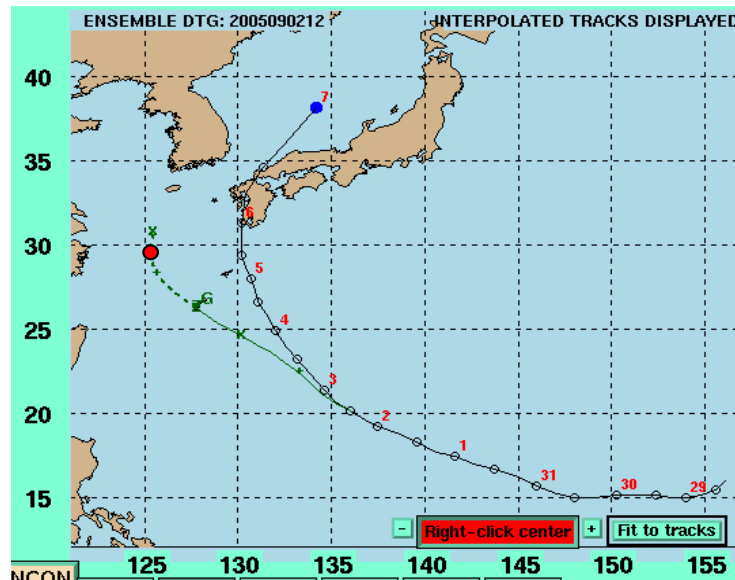 ENSEMBLE DTG: 2005090212 INTERPOLATED TRACKS DISPLAYED
40
7
35
6
x
30
5
G
4
25
x
3
2
20
1
31
30
29
15
- Right-click center + Fit to tracks
NCON
125 130 135 140 145 150 155